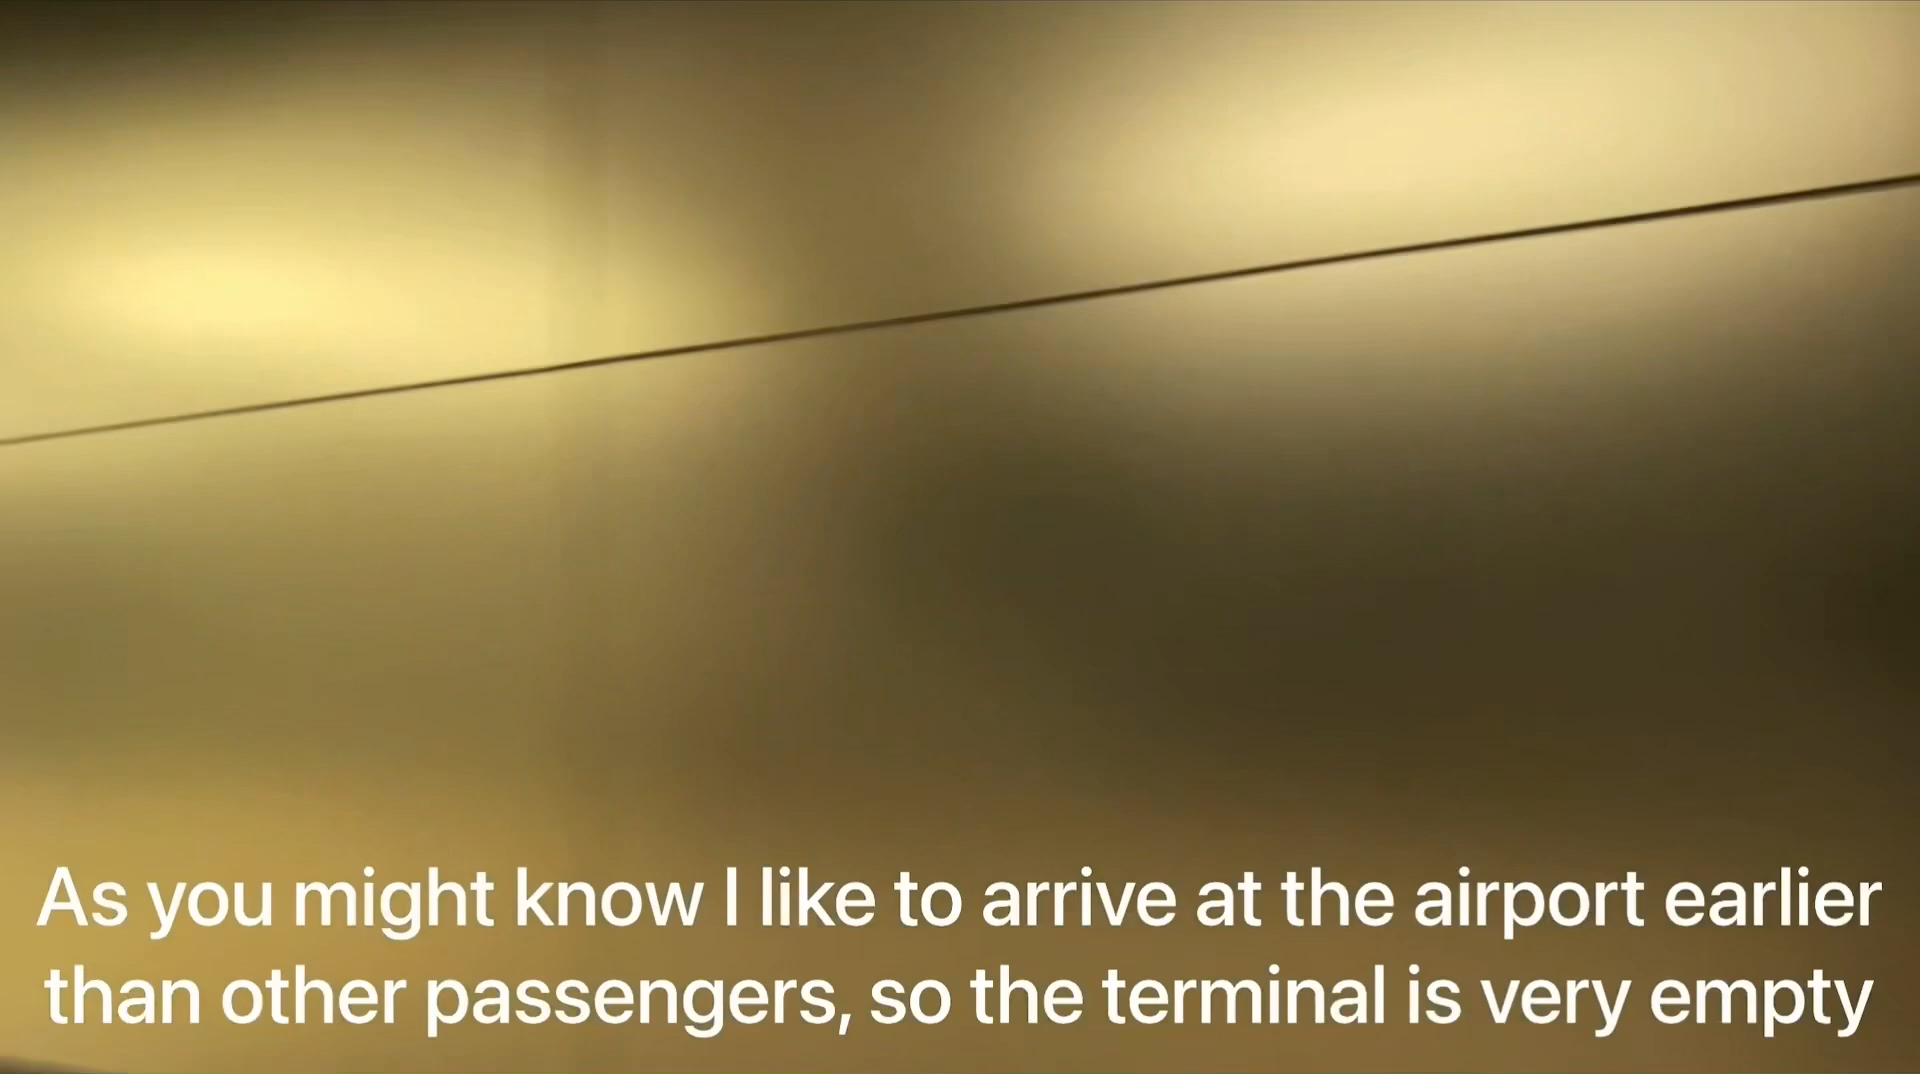 As you might know I like to arrive at the airport earlier
than other passengers, so the terminal is very empty